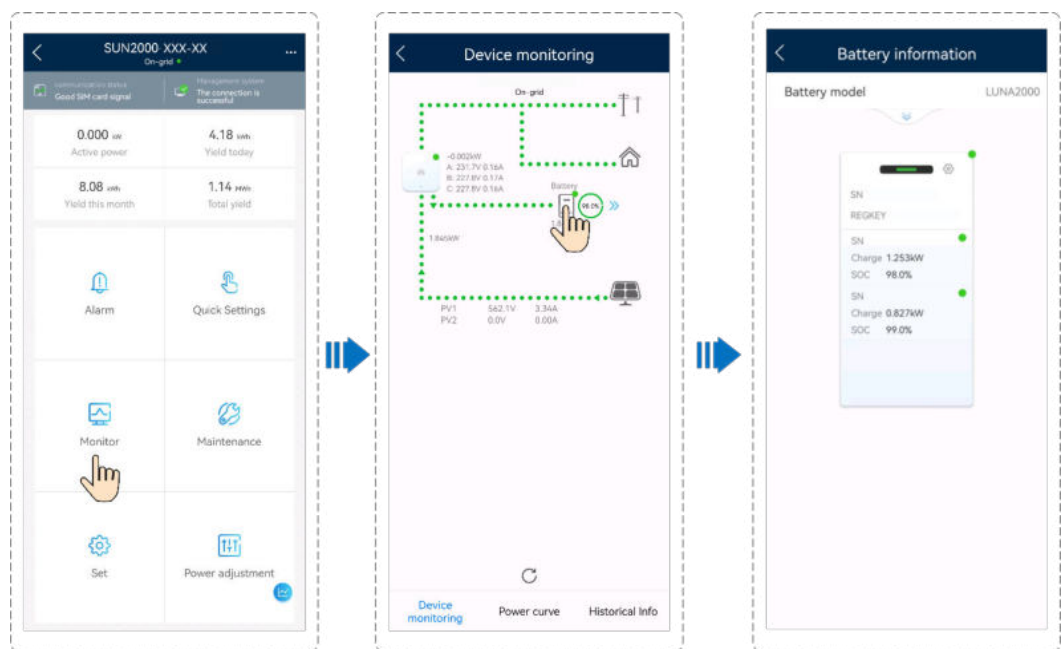 SUN2000-XXX-XX
On-grid
Communication status
Good SIM card signal
Management system
The connection is
successful
0.000 kW
Active power
4.18 kWh
Yield today
8.08 kWh
Yield this month
1.14 MWh
Total yield
Alarm
Quick Settings
Monitor
Maintenance
Set
Power adjustment
Device monitoring
On-grid
-0.002kW
A: 231.7V 0.16A
B: 227.8V 0.17A
C: 227.8V 0.16A
Battery
98.0%
1.846kW
PV1 562.1V 3.34A
PV2 0.0V 0.00A
Device
monitoring
Power curve
Historical Info
Battery information
Battery model LUNA2000
SN
REGKEY
SN
Charge 1.253kW
SOC 98.0%
SN
Charge 0.827kW
SOC 99.0%